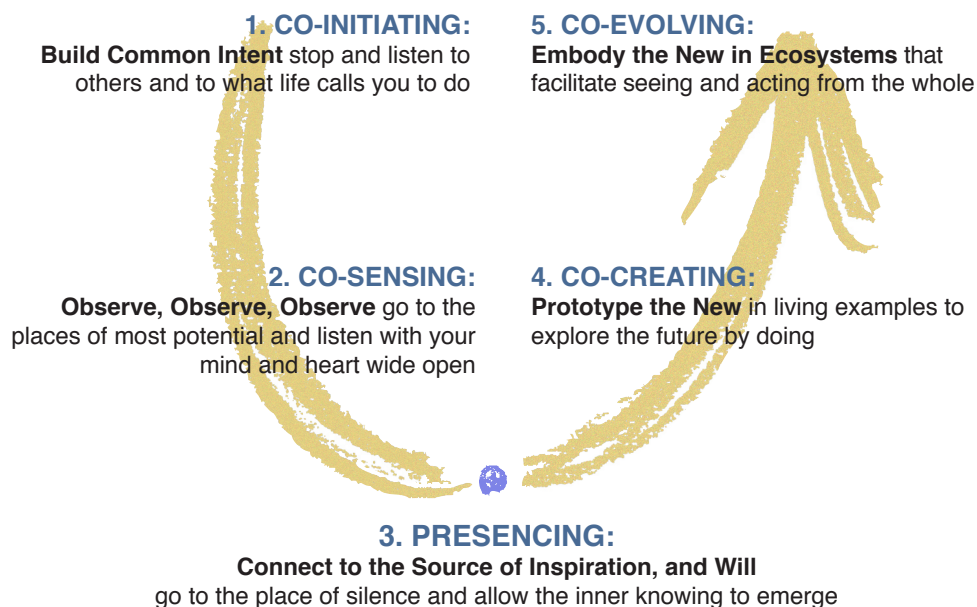 1. CO-INITIATING:
Build Common Intent stop and listen to
others and to what life calls you to do
2. CO-SENSING:
Observe, Observe, Observe go to the
places of most potential and listen with your
mind and heart wide open
3. PRESENCING:
Connect to the Source of Inspiration, and Will
go to the place of silence and allow the inner knowing to emerge
4. CO-CREATING:
Prototype the New in living examples to
explore the future by doing
5. CO-EVOLVING:
Embody the New in Ecosystems that
facilitate seeing and acting from the whole